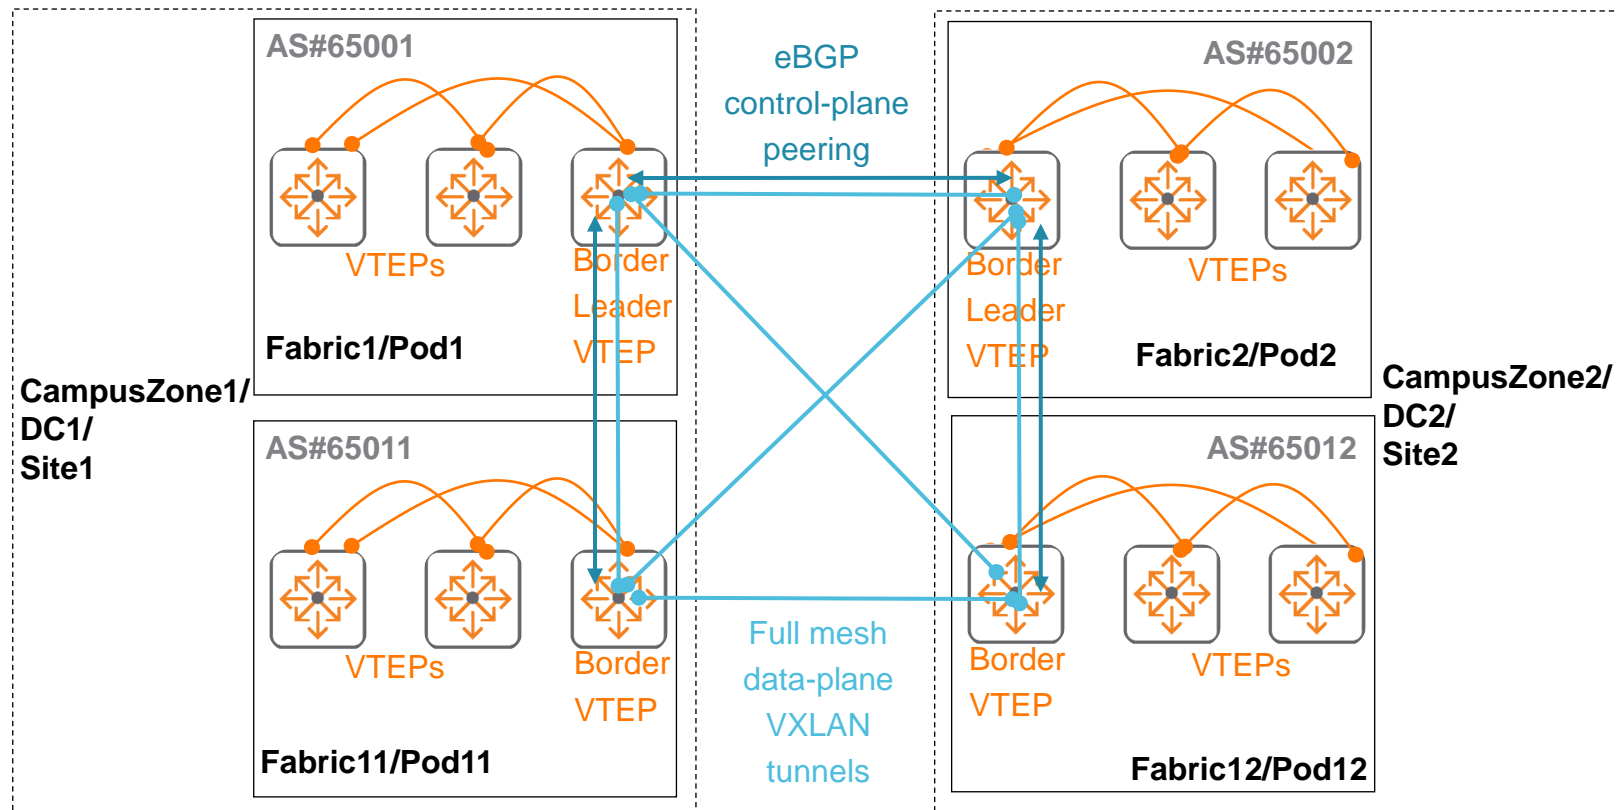 AS#65001
VTEPs
Border
Leader
VTEP
Fabric1/Pod1
CampusZone1/
DC1/
Site1
AS#65011
VTEPs
Border
VTEP
Fabric11/Pod11
eBGP
control-plane
peering
Full mesh
data-plane
VXLAN
tunnels
AS#65002
Border
Leader
VTEP
VTEPs
Fabric2/Pod2
CampusZone2/
DC2/
Site2
AS#65012
Border
VTEP
VTEPs
Fabric12/Pod12